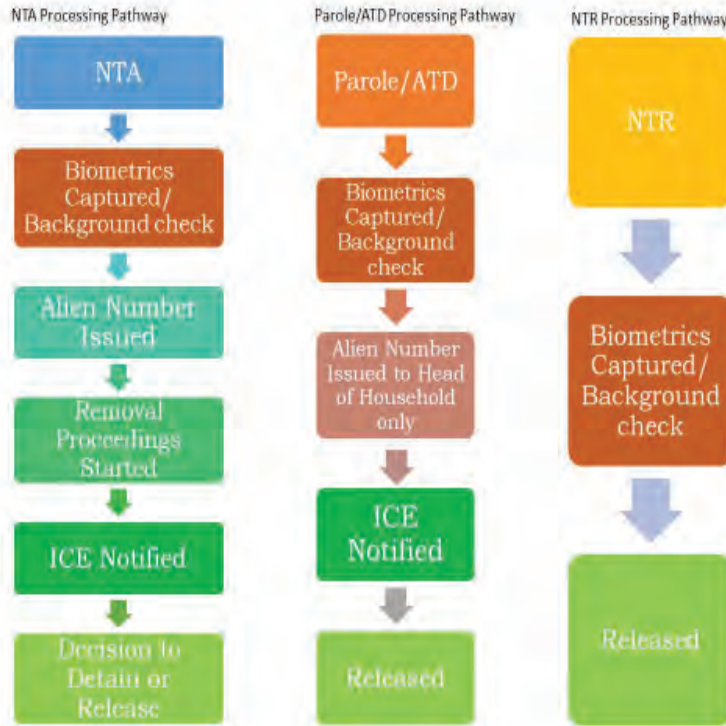 NTA Processing Pathway
NTA
Biometrics
Captured/
Background check
Alien Number
Issued
Removal
Proceedings
Started
ICE Notified
Decision to
Detain or
Release
Parole/ATD Processing Pathway
Parole/ATD
Biometrics
Captured/
Background
check
Alien Number
Issued to Head
of Household
only
ICE
Notified
Released
NTR Processing Pathway
NTR
Biometrics
Captured/
Background
check
Released